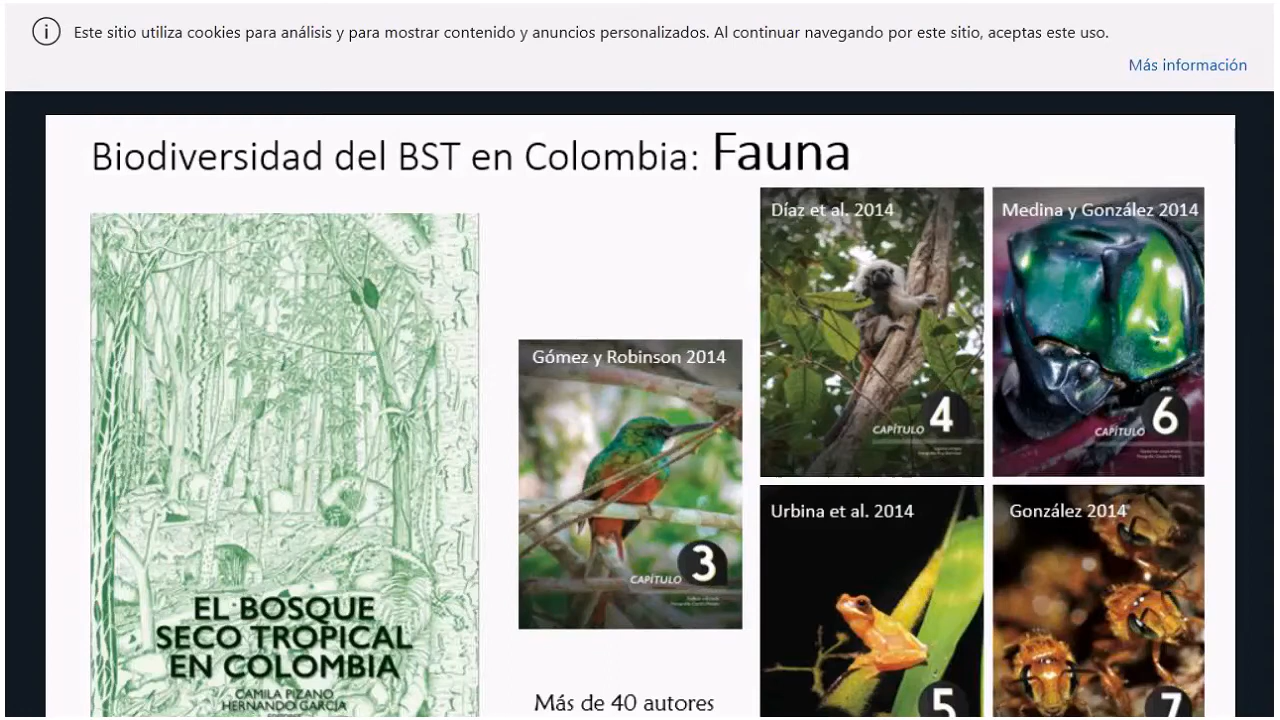 Este sitio utiliza cookies para análisis y para mostrar contenido y anuncios personalizados. Al continuar navegando por este sitio, aceptas este uso.
Más información
Biodiversidad del BST en Colombia: Fauna
EL BOSQUE
SECO TROPICAL
EN COLOMBIA
CAMILA PIZANO
HERNANDO GARCÍA
Gómez y Robinson 2014
CAPÍTULO 3
Más de 40 autores
Díaz et al. 2014
CAPÍTULO 4
Medina y González 2014
CAPÍTULO 6
Urbina et al. 2014
5
González 2014
7